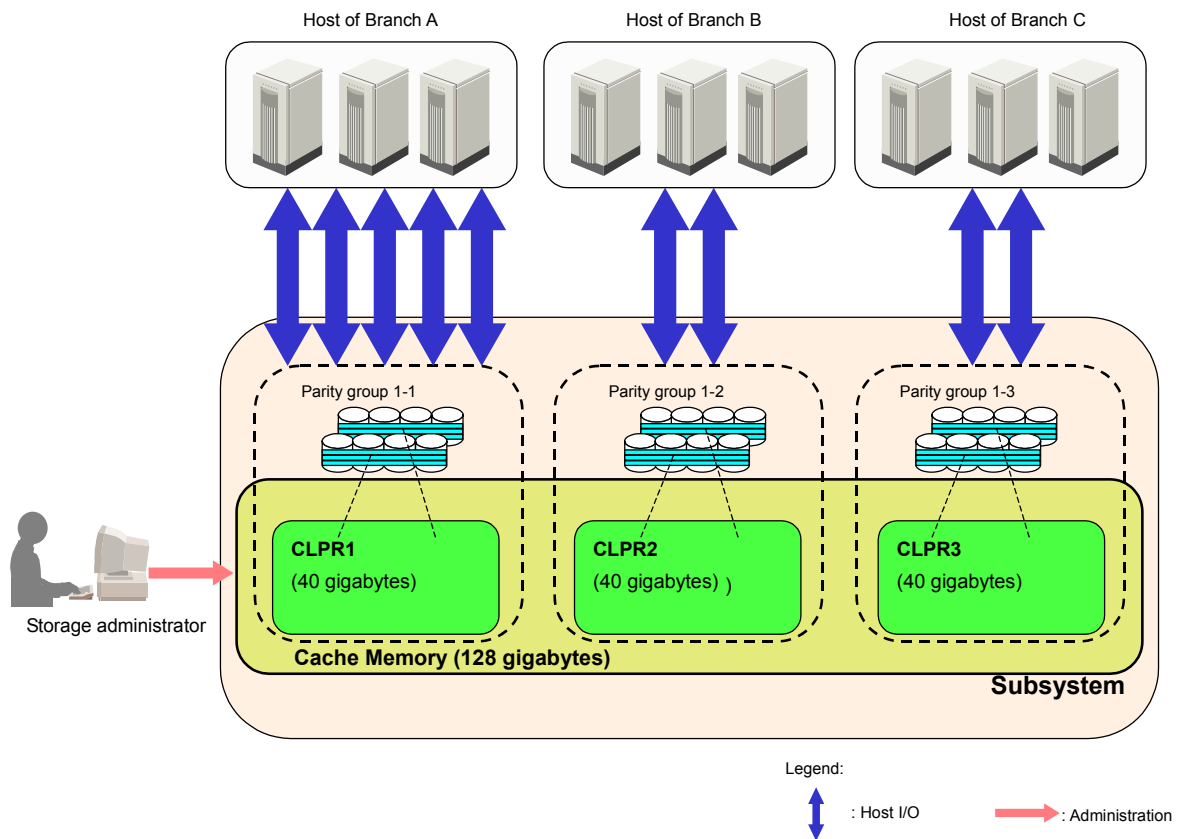 Host of Branch A
Host of Branch B
Host of Branch C
Parity group 1-1
Parity group 1-2
Parity group 1-3
CLPR1
(40 gigabytes)
CLPR2
(40 gigabytes) )
CLPR3
(40 gigabytes)
Storage administrator
Cache Memory (128 gigabytes)
Subsystem
Legend:
: Host I/O
: Administration